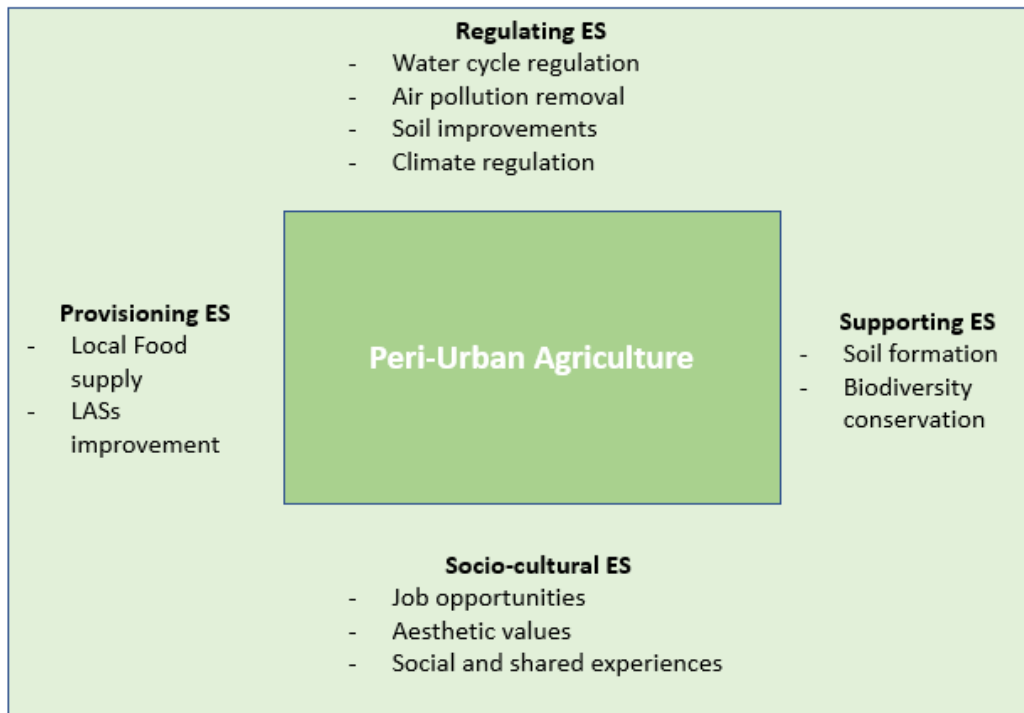 Regulating ES
- Water cycle regulation
- Air pollution removal
- Soil improvements
- Climate regulation
Provisioning ES
- Local Food
supply
- LASs
improvement
Peri-Urban Agriculture
Supporting ES
- Soil formation
- Biodiversity
conservation
Socio-cultural ES
- Job opportunities
- Aesthetic values
- Social and shared experiences